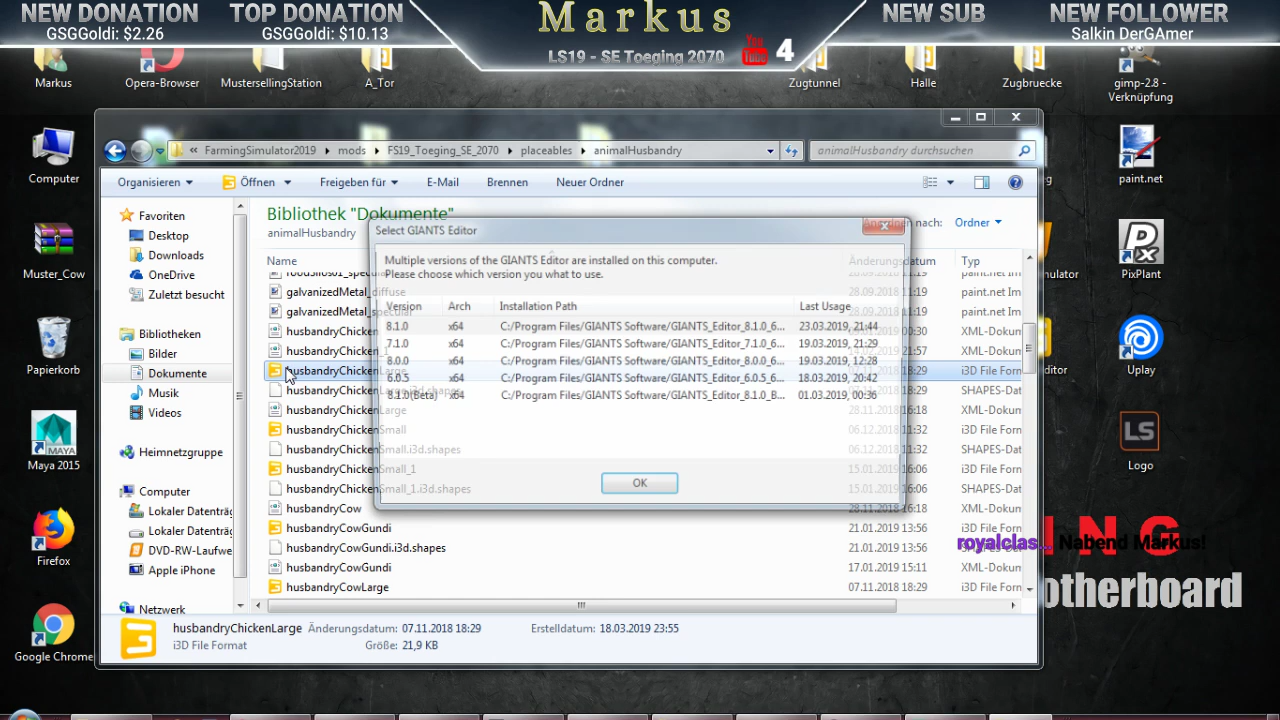 NEW DONATION
GSGGoldi: $2.26
TOP DONATION
GSGGoldi: $10.13
Markus
LS19 - SE Toeging 2070
You Tube 4
NEW SUB
NEW FOLLOWER
Salkin DerGAmer
Markus
Opera-Browser
MustersellingStation
A_Tor
Zugtunnel
Halle
Zugbruecke
gimp-2.8 -
Verknüpfung
« FarmingSimulator2019 mods FS19_Toeging_SE_2070 placeables animalHusbandry
animalHusbandry durchsuchen
Organisieren
Öffnen
Freigeben für
E-Mail
Brennen
Neuer Ordner
Computer
Muster_Cow
Papierkorb
Maya 2015
Firefox
Google Chrome
paint.net
PixPlant
Uplay
LS
Logo
Favoriten
Desktop
Downloads
OneDrive
Zuletzt besucht
Bibliotheken
Bilder
Dokumente
Musik
Videos
Heimnetzgruppe
Computer
Lokaler Datenträg
Lokaler Datenträg
DVD-RW-Laufwe
Apple iPhone
Netzwerk
Bibliothek "Dokumente"
animalHusbandry
nach:
Ordner
Name
Änderungsdatum
Typ
28.09.2018 11:19 paint.net Im
galvanizedMetal_diffuse 28.09.2018 11:19 paint.net Im
galvanizedMetal_specular
husbandryChicken XML-Dokum
husbandryChicken XML-Dokum
husbandryChickenLarge i3D File Forn
SHAPES-Dat
husbandryChickenLarge XML-Dokum
husbandryChickenSmall 06.12.2018 11:32 i3D File Forn
husbandryChickenSmall.i3d.shapes 06.12.2018 11:32 SHAPES-Dat
husbandryChickenSmall_1 15.01.2019 16:06 i3D File Forn
husbandryChickenSmall_1.i3d.shapes 15.01.2019 16:06 SHAPES-Dat
husbandryCow 28.11.2018 16:18 XML-Dokum
husbandryCowGundi 21.01.2019 13:56 i3D File Forn
husbandryCowGundi.i3d.shapes 21.01.2019 13:56 SHAPES-Dat
husbandryCowGundi 17.01.2019 15:11 XML-Dokum
husbandryCowLarge 07.11.2018 18:29 i3D File Forn
Select GIANTS Editor
Multiple versions of the GIANTS Editor are installed on this computer.
Please choose which version you what to use.
Version Arch Installation Path Last Usage
8.1.0 x64 C:/Program Files/GIANTS Software/GIANTS_Editor_8.1.0_6... 23.03.2019, 21:44
7.1.0 x64 C:/Program Files/GIANTS Software/GIANTS_Editor_7.1.0_6... 19.03.2019, 21:29
8.0.0 x64 C:/Program Files/GIANTS Software/GIANTS_Editor_8.0.0_6... 19.03.2019, 12:28
6.0.5 x64 C:/Program Files/GIANTS Software/GIANTS_Editor_6.0.5_6... 18.03.2019, 20:42
8.1.0(Beta) x64 C:/Program Files/GIANTS Software/GIANTS_Editor_8.1.0_B... 01.03.2019, 00:36
OK
royalclas... Nabend Markus!
ING
otherboard
husbandryChickenLarge Änderungsdatum: 07.11.2018 18:29 Erstelldatum: 18.03.2019 23:55
i3D File Format Größe: 21,9 KB